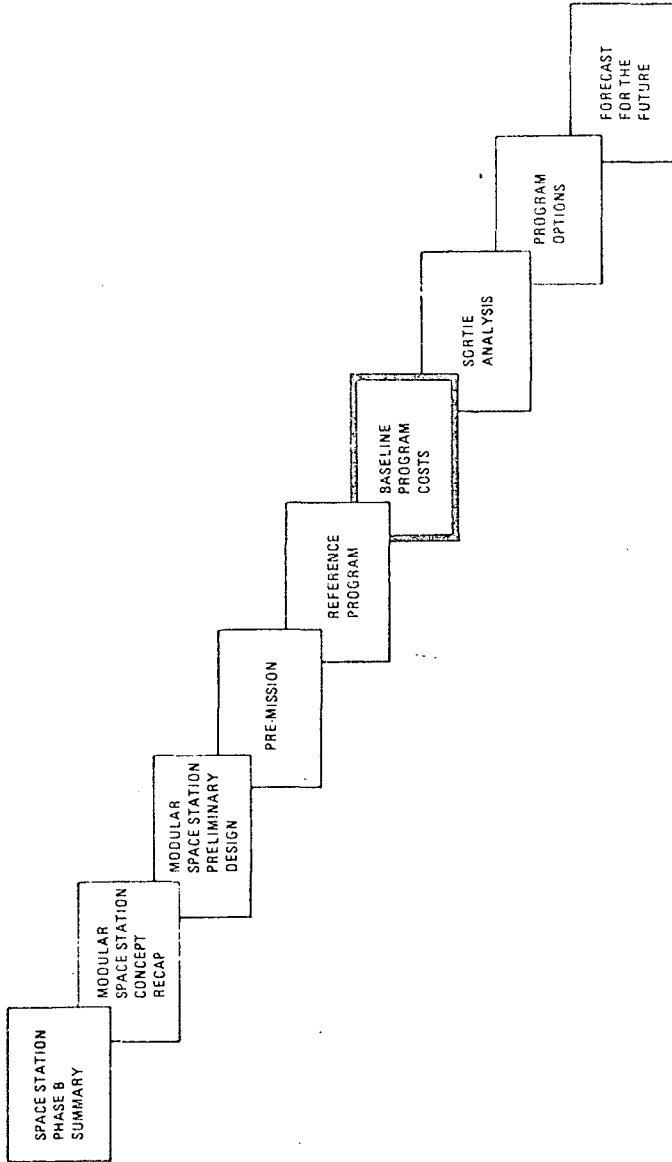 SPACE STATION
PHASE B
SUMMARY
MODULAR
SPACE STATION
CONCEPT
RECAP
MODULAR
SPACE STATION
PRELIMINARY
DESIGN
PRE-MISSION
REFERENCE
PROGRAM
BASELINE
PROGRAM
COSTS
SORTIE
ANALYSIS
PROGRAM
OPTIONS
FORECAST
FOR THE
FUTURE